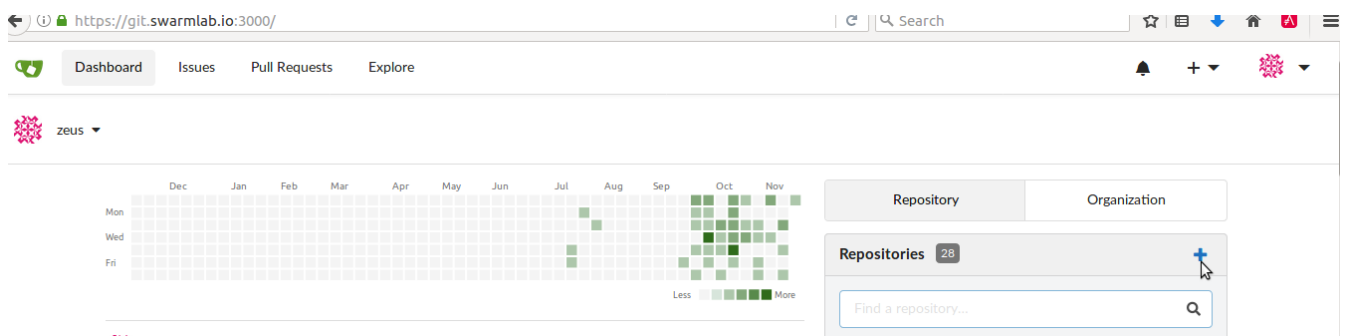 https://git.swarmlab.io:3000/
Search
Dashboard Issues Pull Requests Explore
zeus
Dec Jan Feb Mar Apr May Jun Jul Aug Sep Oct Nov
Mon
Wed
Fri
Less More
Repository Organization
Repositories 28
Find a repository...